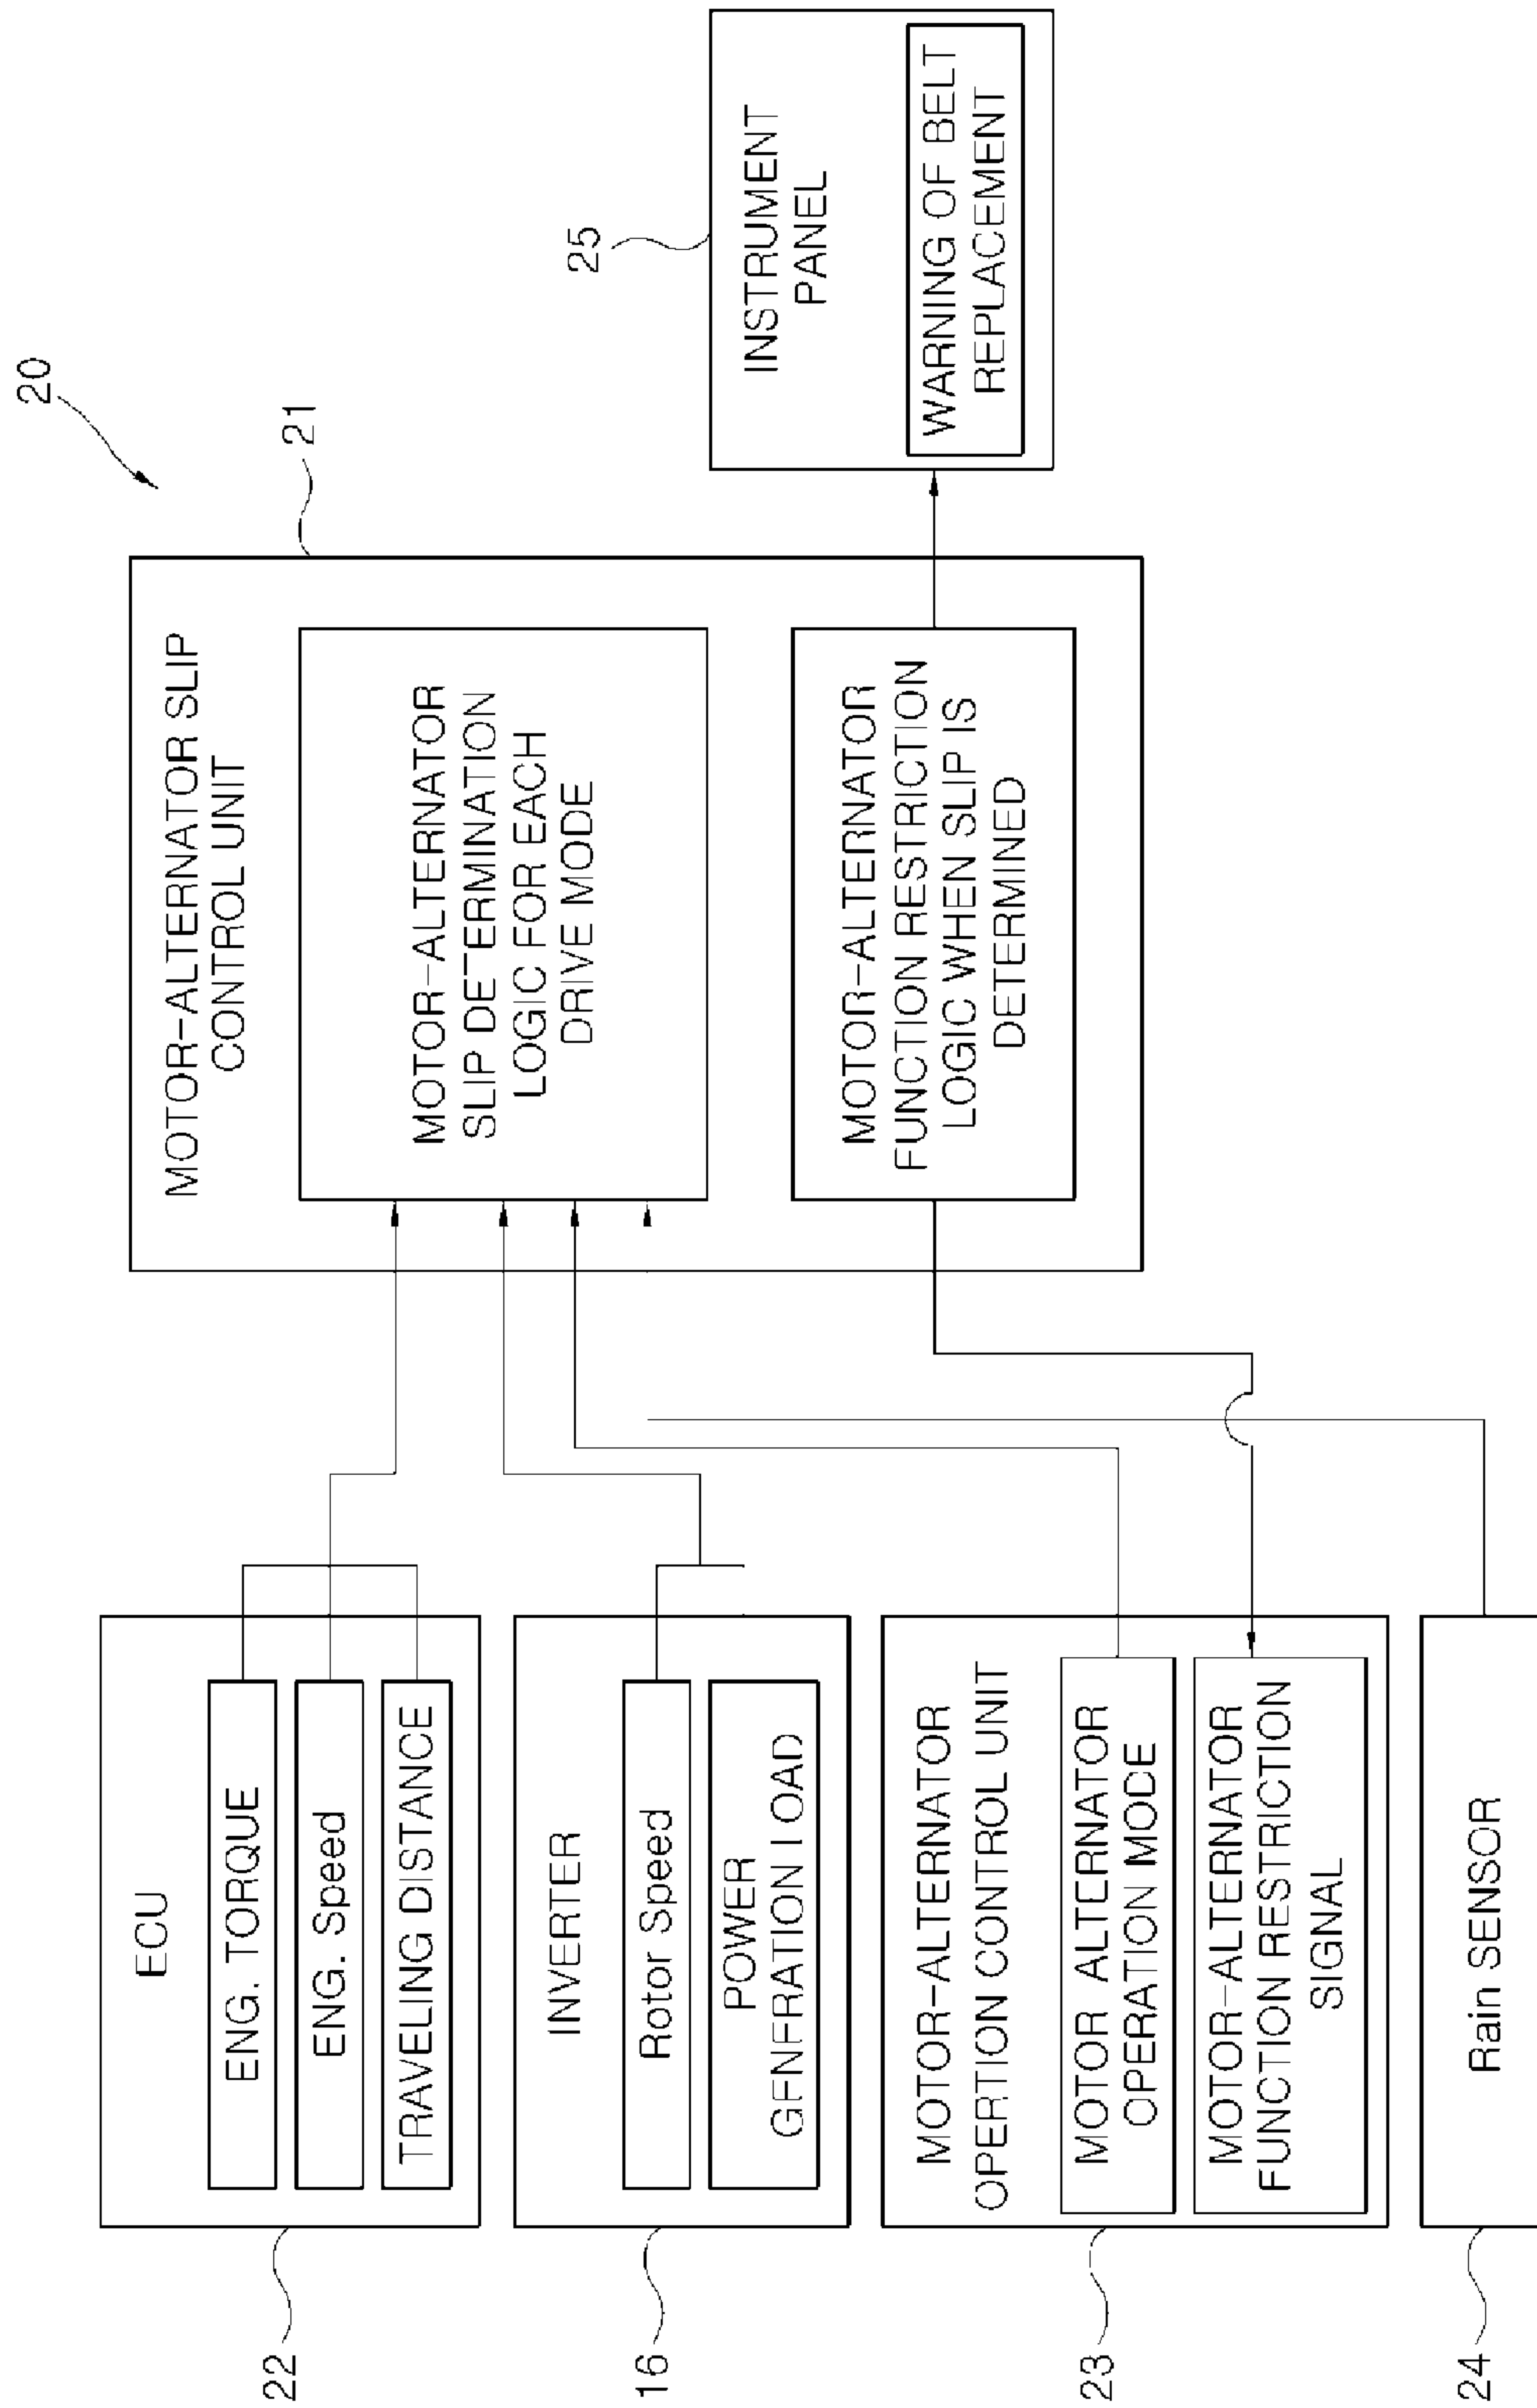 20
22
ECU
ENG. TORQUE
ENG. Speed
TRAVELING DISTANCE
16
INVERTER
Rotor Speed
POWER
GENFRATION LOAD
23
MOTOR-ALTERNATOR
OPERTION CONTROL UNIT
MOTOR ALTERNATOR
OPERATION MODE
MOTOR-ALTERNATOR
FUNCTION RESTRICTION
SIGNAL
24
Rain SENSOR
21
MOTOR-ALTERNATOR SLIP
CONTROL UNIT
MOTOR-ALTERNATOR
SLIP DETERMINATION
LOGIC FOR EACH
DRIVE MODE
MOTOR-ALTERNATOR
FUNCTION RESTRICTION
LOGIC WHEN SLIP IS
DETERMINED
25
INSTRUMENT
PANEL
WARNING OF BELT
REPLACEMENT